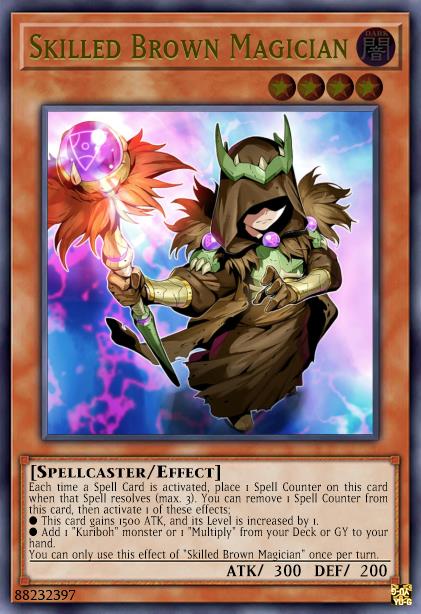 Skilled Brown Magician
DARK
闇
[Spellcaster/Effect]
Each time a Spell Card is activated, place 1 Spell Counter on this card
when that Spell resolves (max. 3). You can remove 1 Spell Counter from
this card, then activate 1 of these effects;
● This card gains 1500 ATK, and its Level is increased by 1.
● Add 1 "Kuriboh" monster or 1 "Multiply" from your Deck or GY to your
hand.
You can only use this effect of "Skilled Brown Magician" once per turn.
ATK/ 300 DEF/ 200
88232397